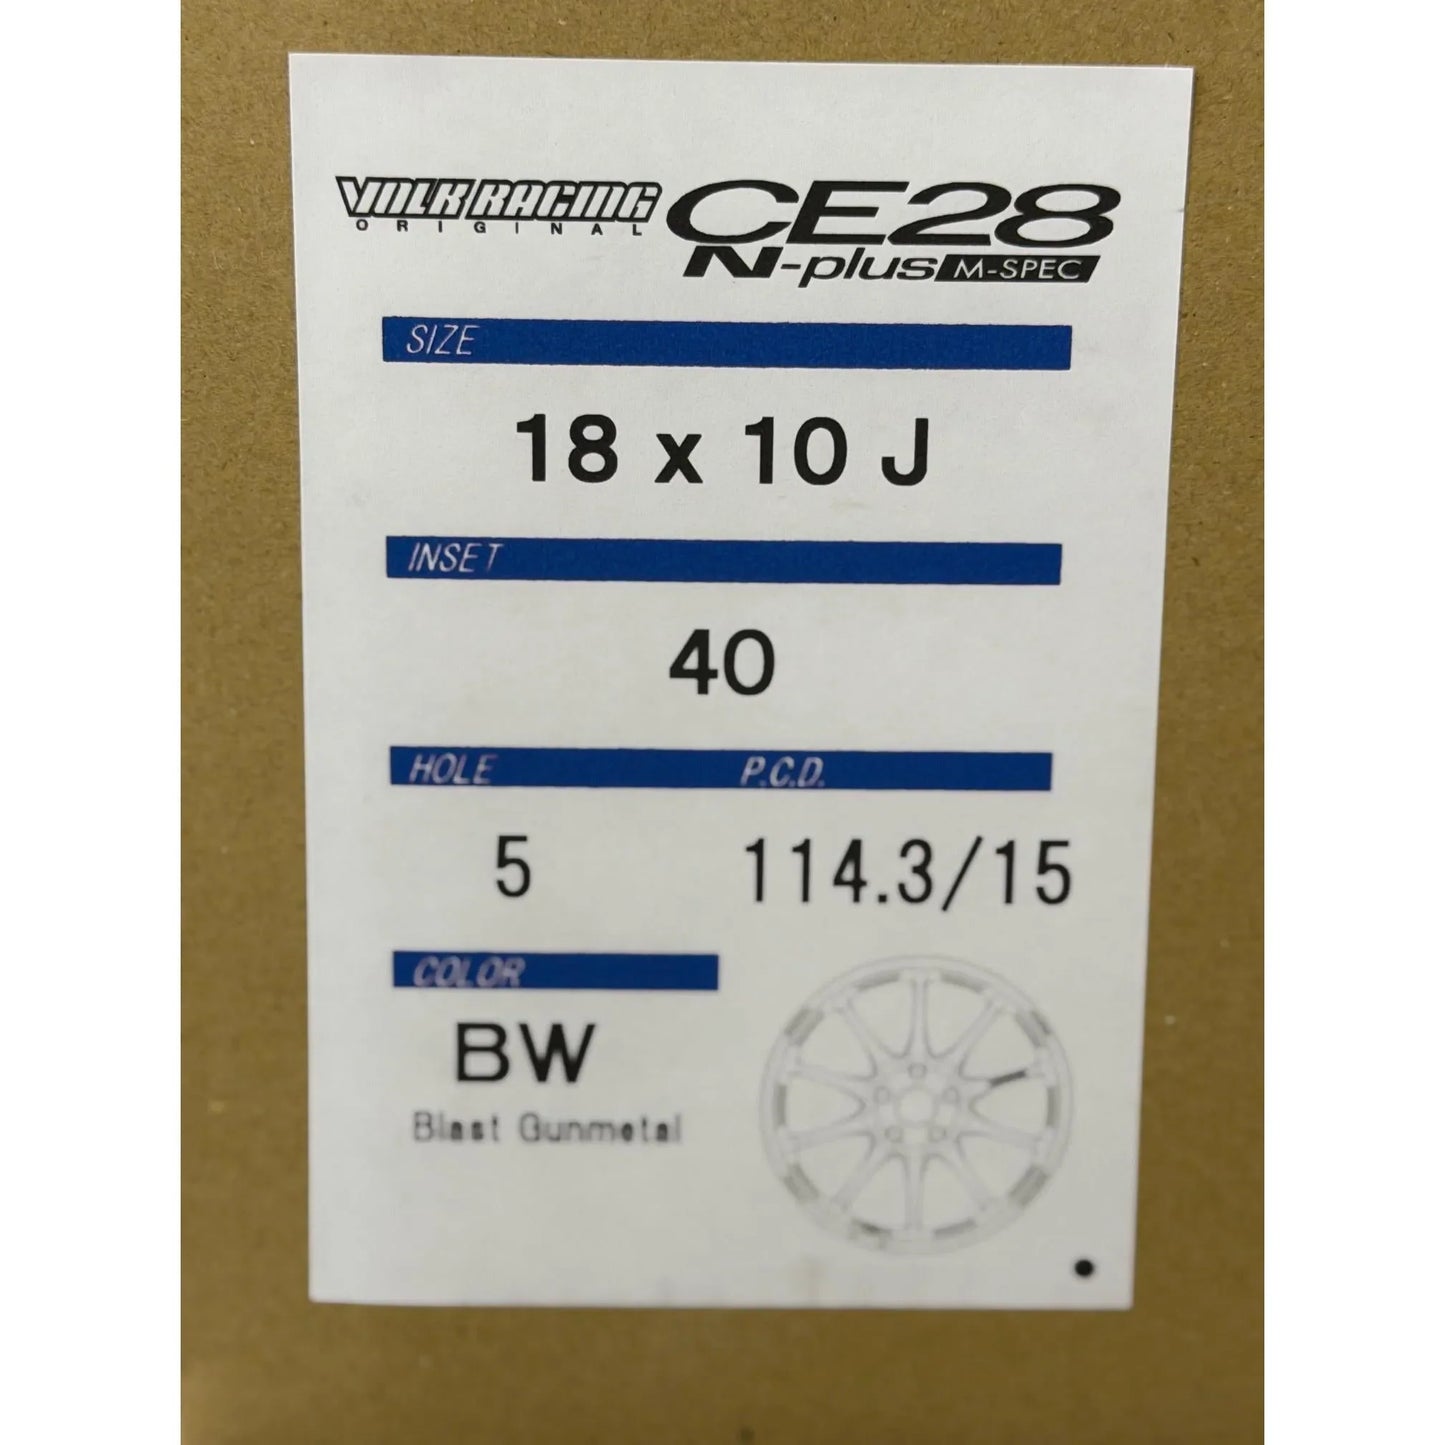 VOLK RACING CE28
ORIGINAL
N-plus M-SPEC
SIZE
18 x 10 J
INSET
40
HOLE P.C.D.
5 114.3/15
COLOR
BW
Blast Gunmetal